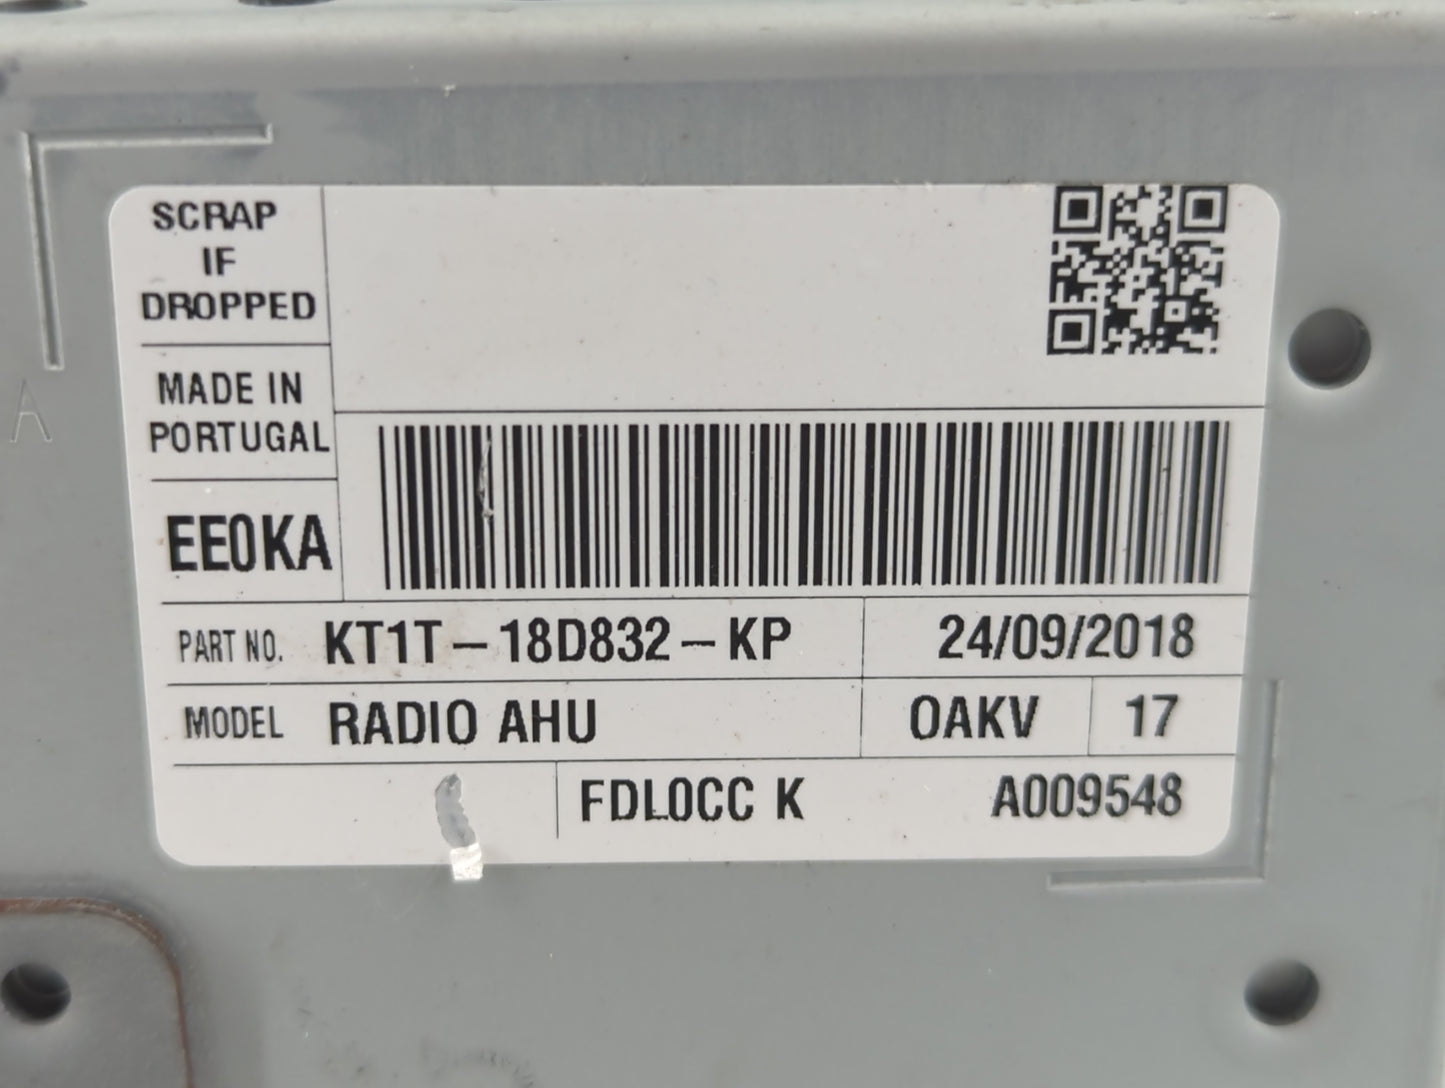 SCRAP
IF
DROPPED
MADE IN
PORTUGAL
EE0KA
PART NO. KT1T-18D832-KP 24/09/2018
MODEL RADIO AHU 0AKV 17
FDL0CC K A009548
A